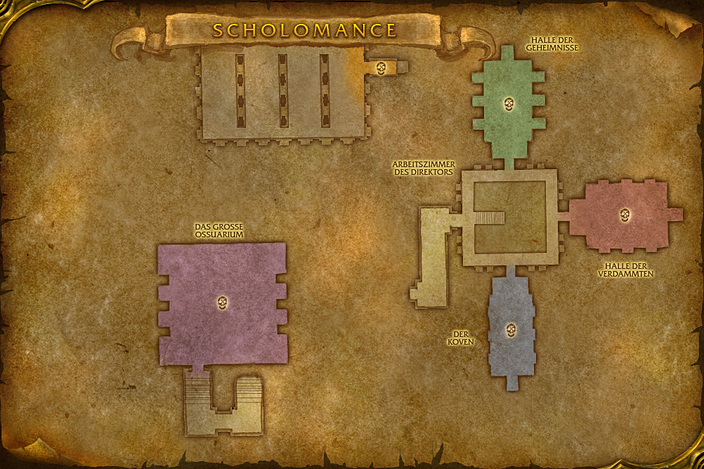 SCHOLOMANCE
HALLE DER
GEHEIMNISSE
ARBEITSZIMMER
DES DIREKTORS
DAS GROSSE
OSSUARIUM
HALLE DER
VERDAMMTEN
DER
KOVEN